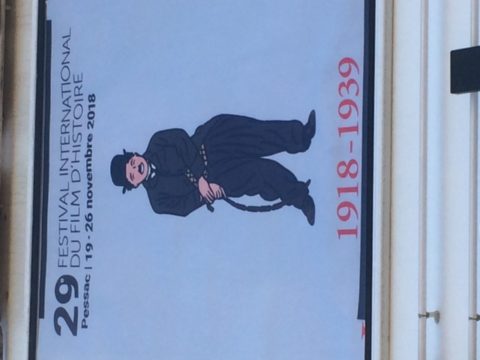 29 FESTIVAL INTERNATIONAL
DU FILM D'HISTOIRE
Pessac | 19 - 26 novembre 2018
1918-1939